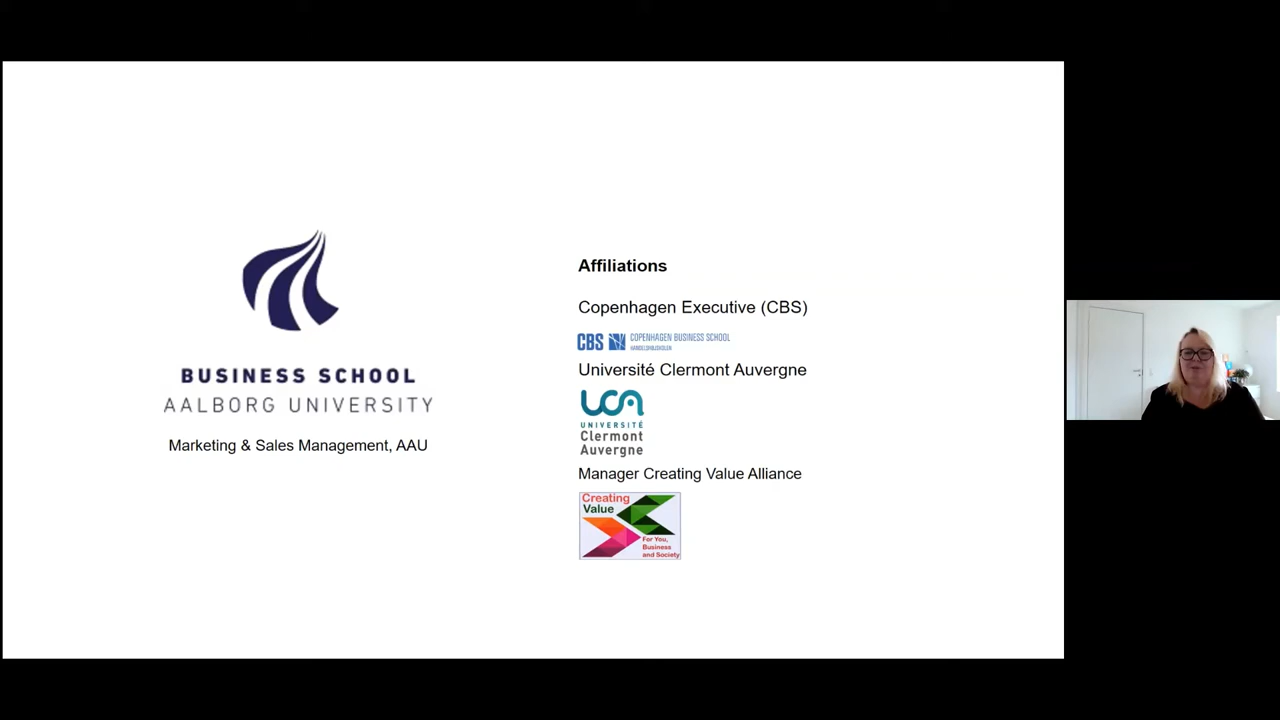 BUSINESS SCHOOL
AALBORG UNIVERSITY
Marketing & Sales Management, AAU
Affiliations
Copenhagen Executive (CBS)
CBS COPENHAGEN BUSINESS SCHOOL
HANDELSHØJSKOLEN
Université Clermont Auvergne
UCA
UNIVERSITÉ
Clermont
Auvergne
Manager Creating Value Alliance
Creating
Value
For You,
Business
and Society